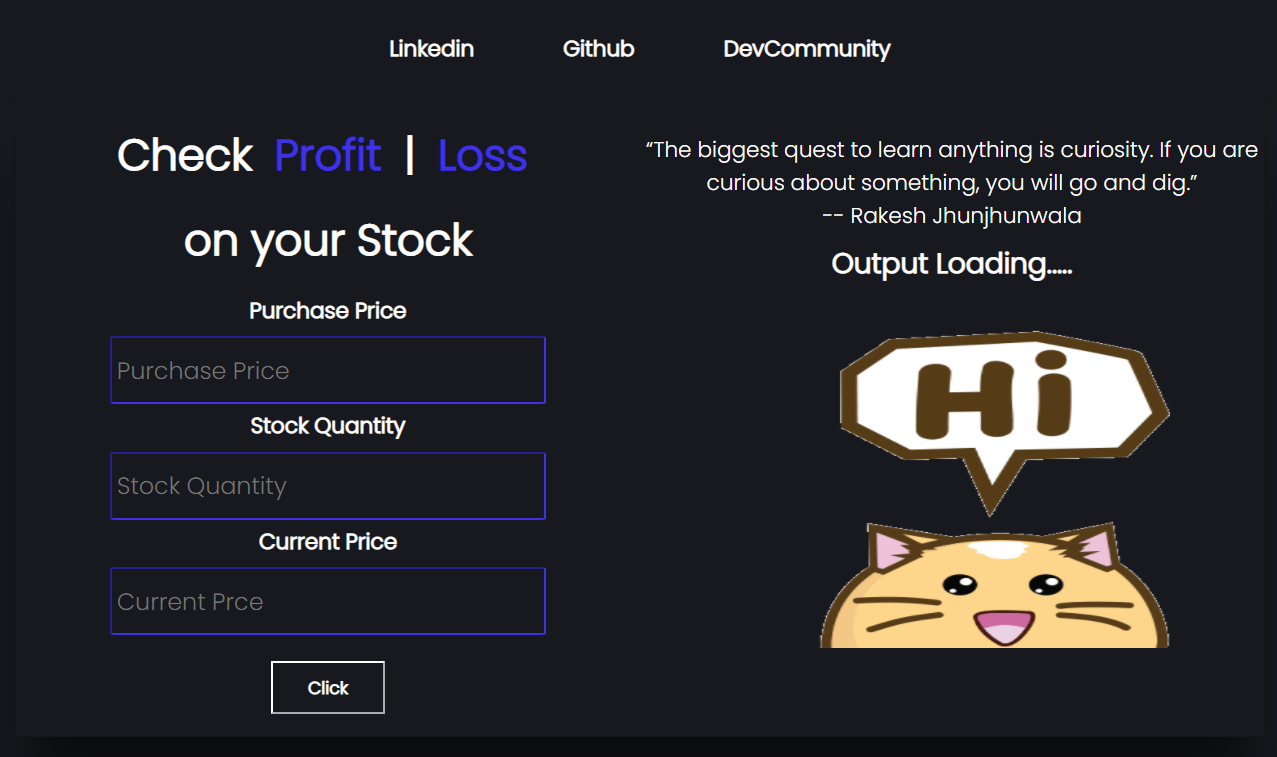 Linkedin Github DevCommunity
Check Profit | Loss
on your Stock
Purchase Price
Purchase Price
Stock Quantity
Stock Quantity
Current Price
Current Prce
Click
“The biggest quest to learn anything is curiosity. If you are
curious about something, you will go and dig.”
-- Rakesh Jhunjhunwala
Output Loading.....
Hi